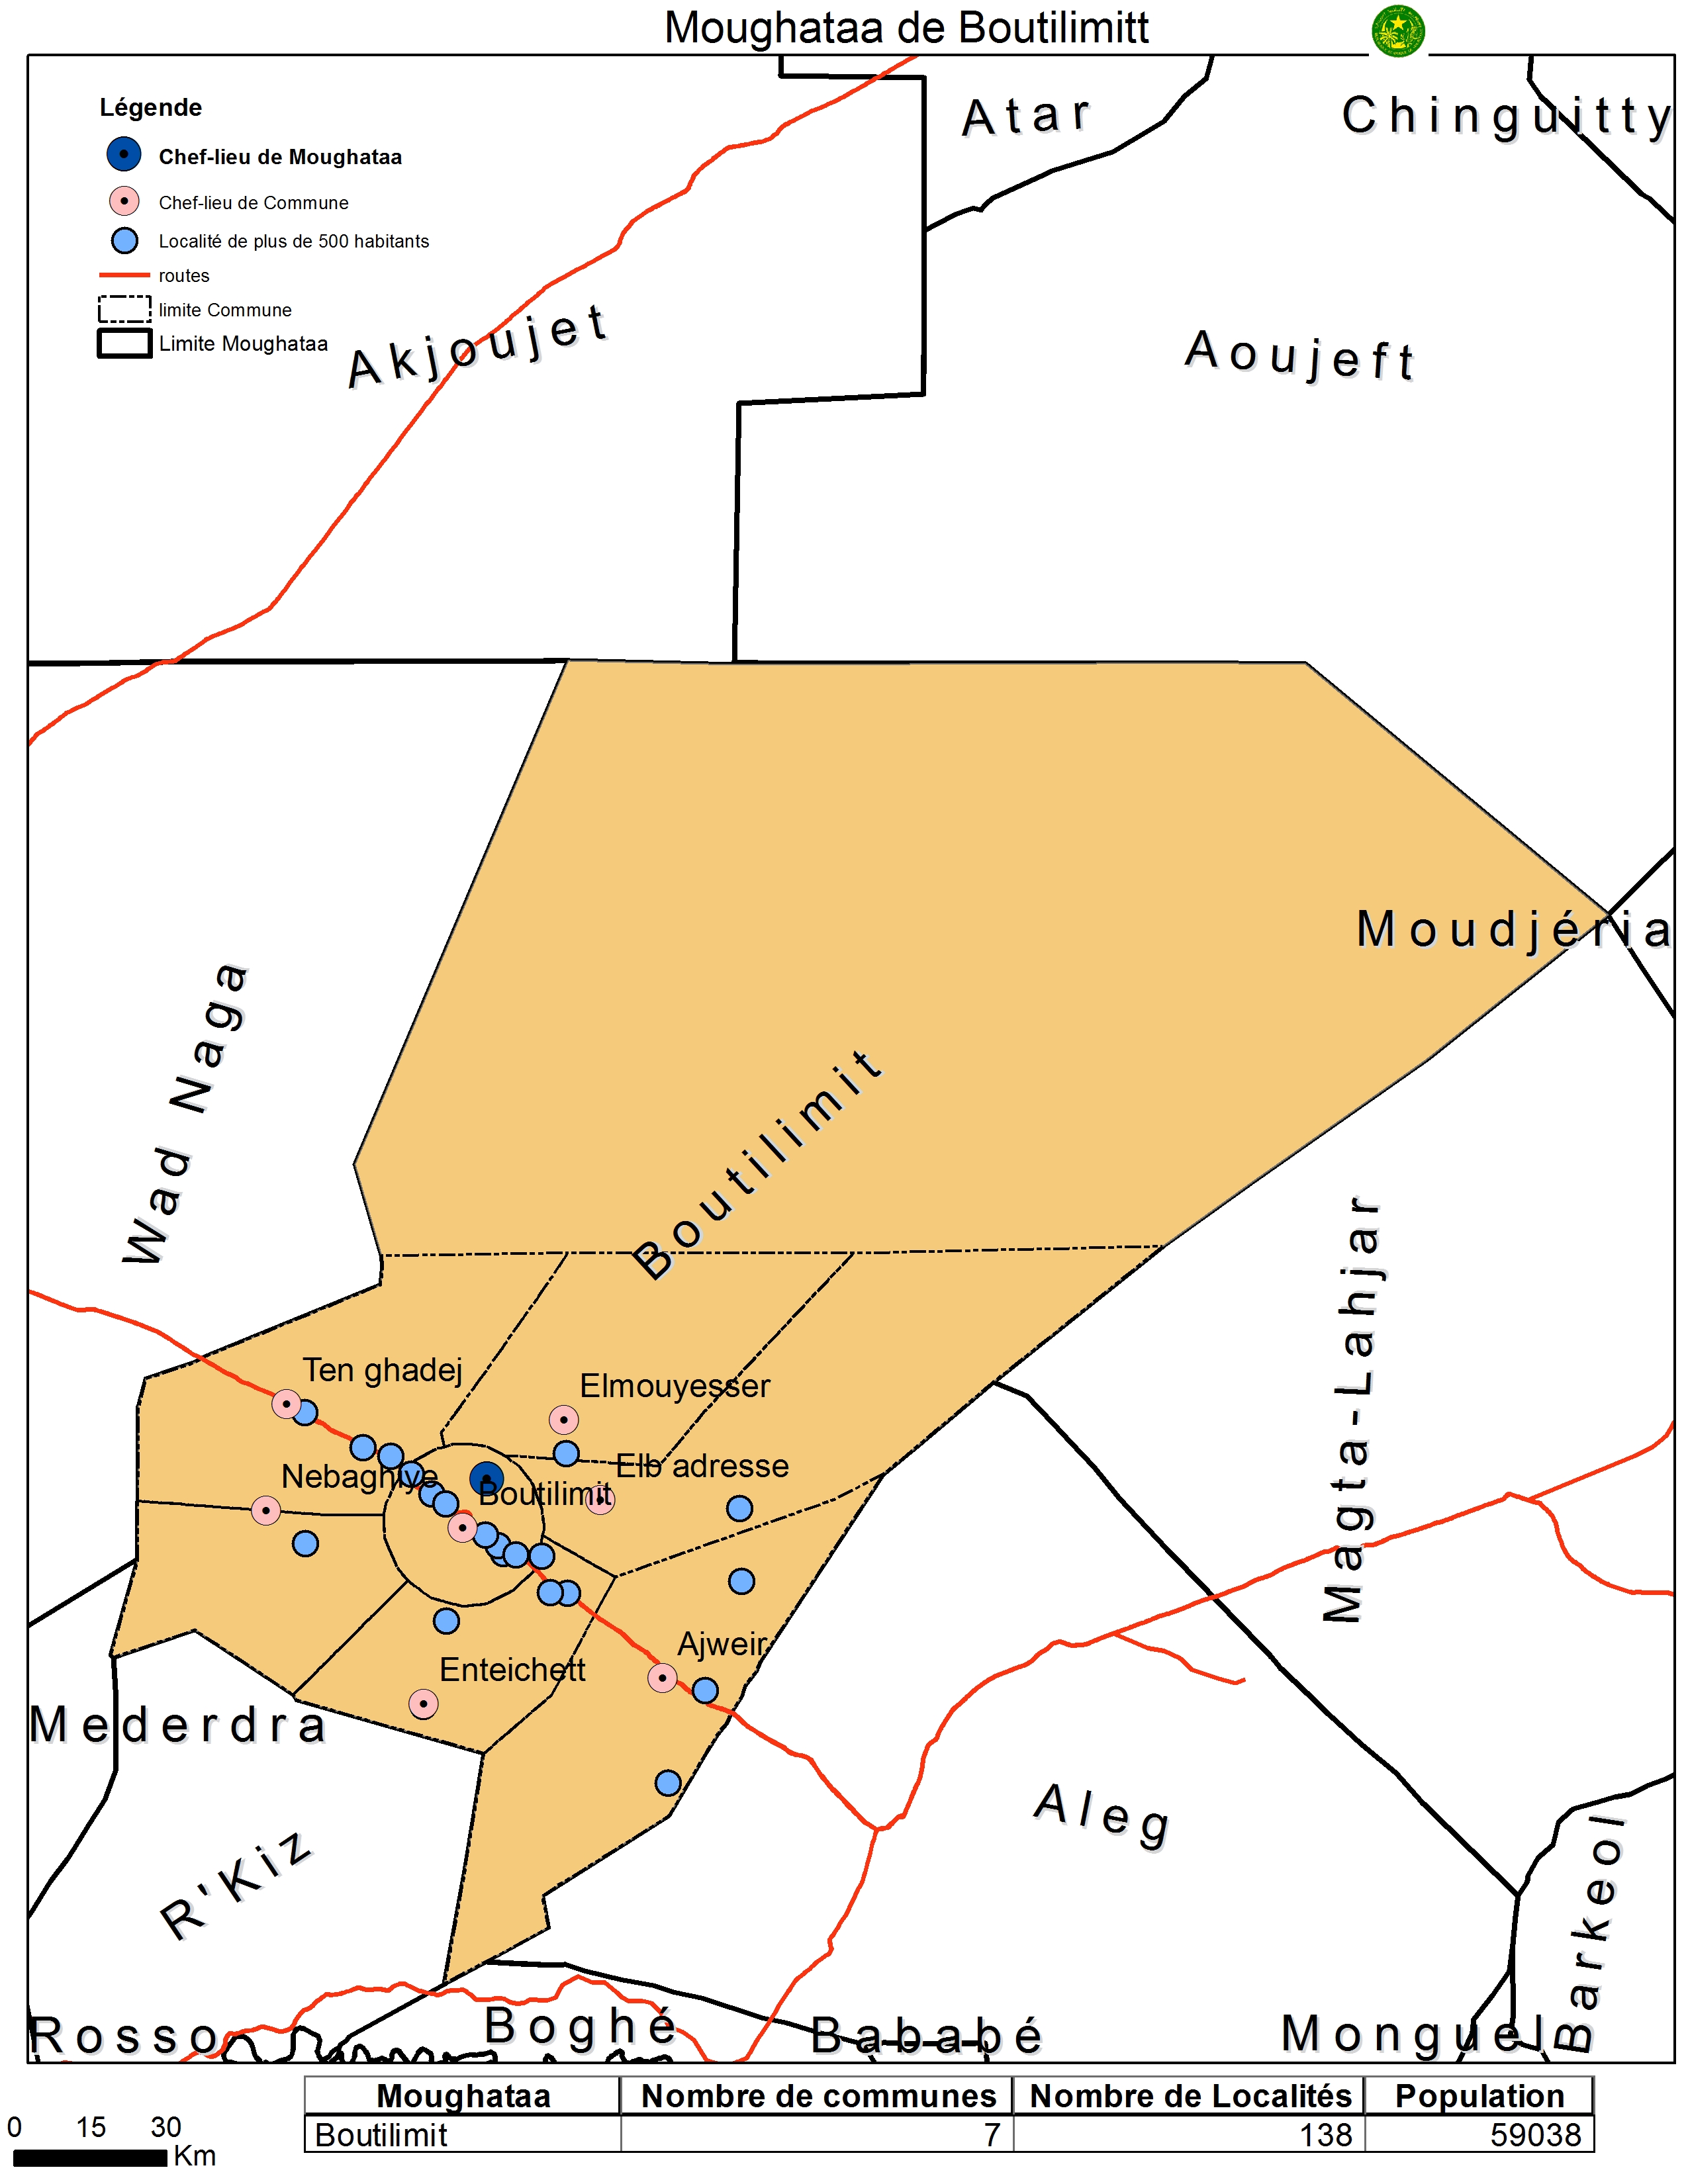 Moughataa de Boutilimitt
Légende
Chef-lieu de Moughataa
Chef-lieu de Commune
Localité de plus de 500 habitants
routes
limite Commune
Limite Moughataa
Atar
Chinguitty
Akjoujet
Aoujeft
Moudjéria
Wad Naga
Boutilimit
Magta-Lahjar
Ten ghadej
Elmouyesser
Elb adresse
Nebaghiye
Boutilimit
Ajweir
Enteichett
Mederdra
Aleg
R'Kiz
Barkeol
Rosso
Boghé
Bababé
Monguel
Moughataa Nombre de communes Nombre de Localités Population
Boutilimit 7 138 59038
0 15 30
Km